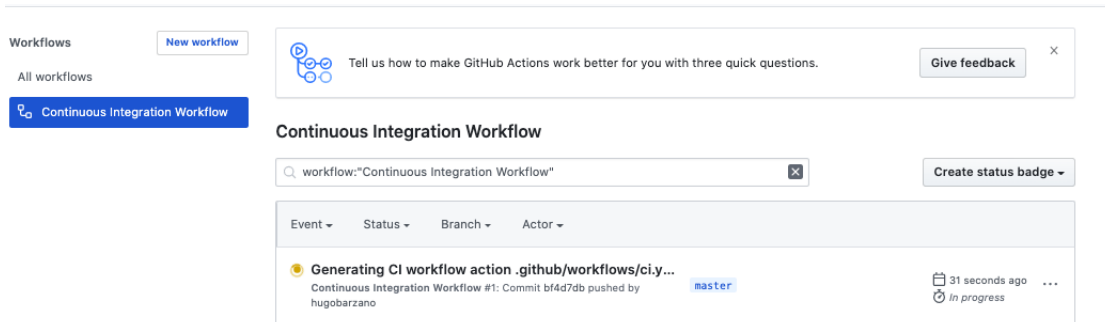 Workflows
New workflow
All workflows
Continuous Integration Workflow
Tell us how to make GitHub Actions work better for you with three quick questions.
Give feedback
Continuous Integration Workflow
workflow:"Continuous Integration Workflow"
Create status badge
Event
Status
Branch
Actor
Generating CI workflow action .github/workflows/ci.y...
Continuous Integration Workflow #1: Commit bf4d7db pushed by
hugobarzano
master
31 seconds ago
In progress